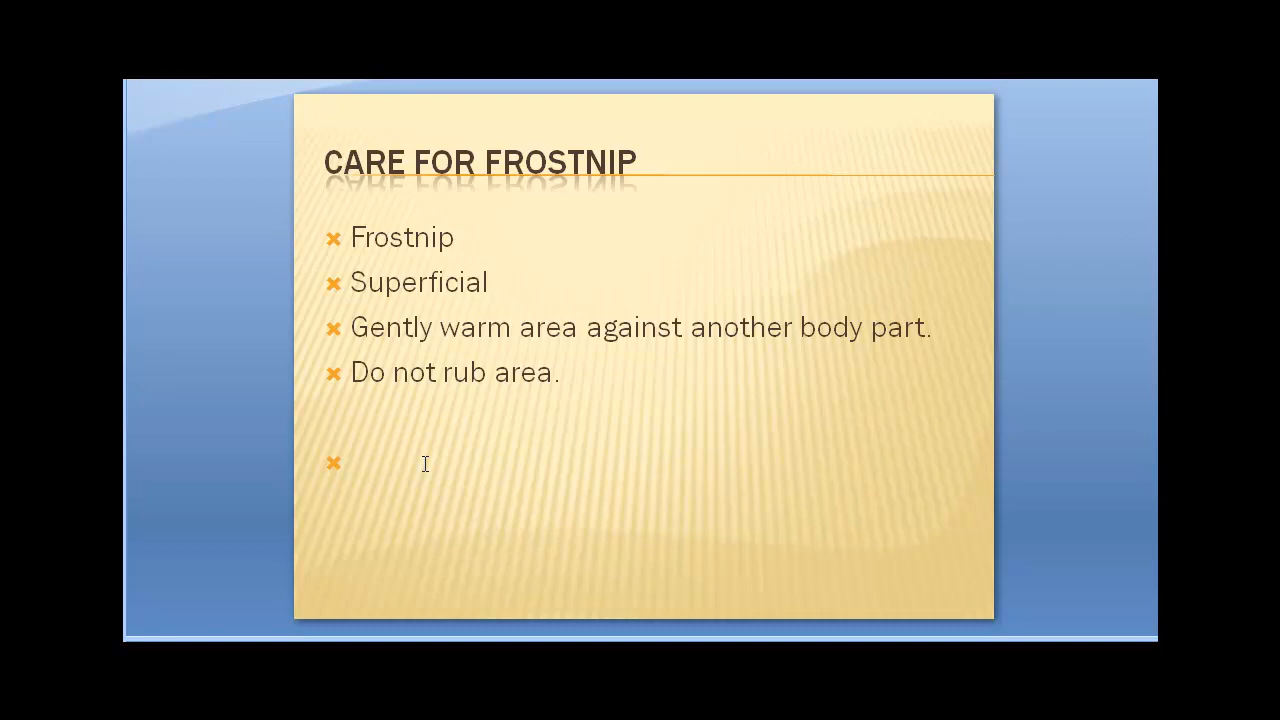 CARE FOR FROSTNIP
Frostnip
Superficial
Gently warm area against another body part.
Do not rub area.